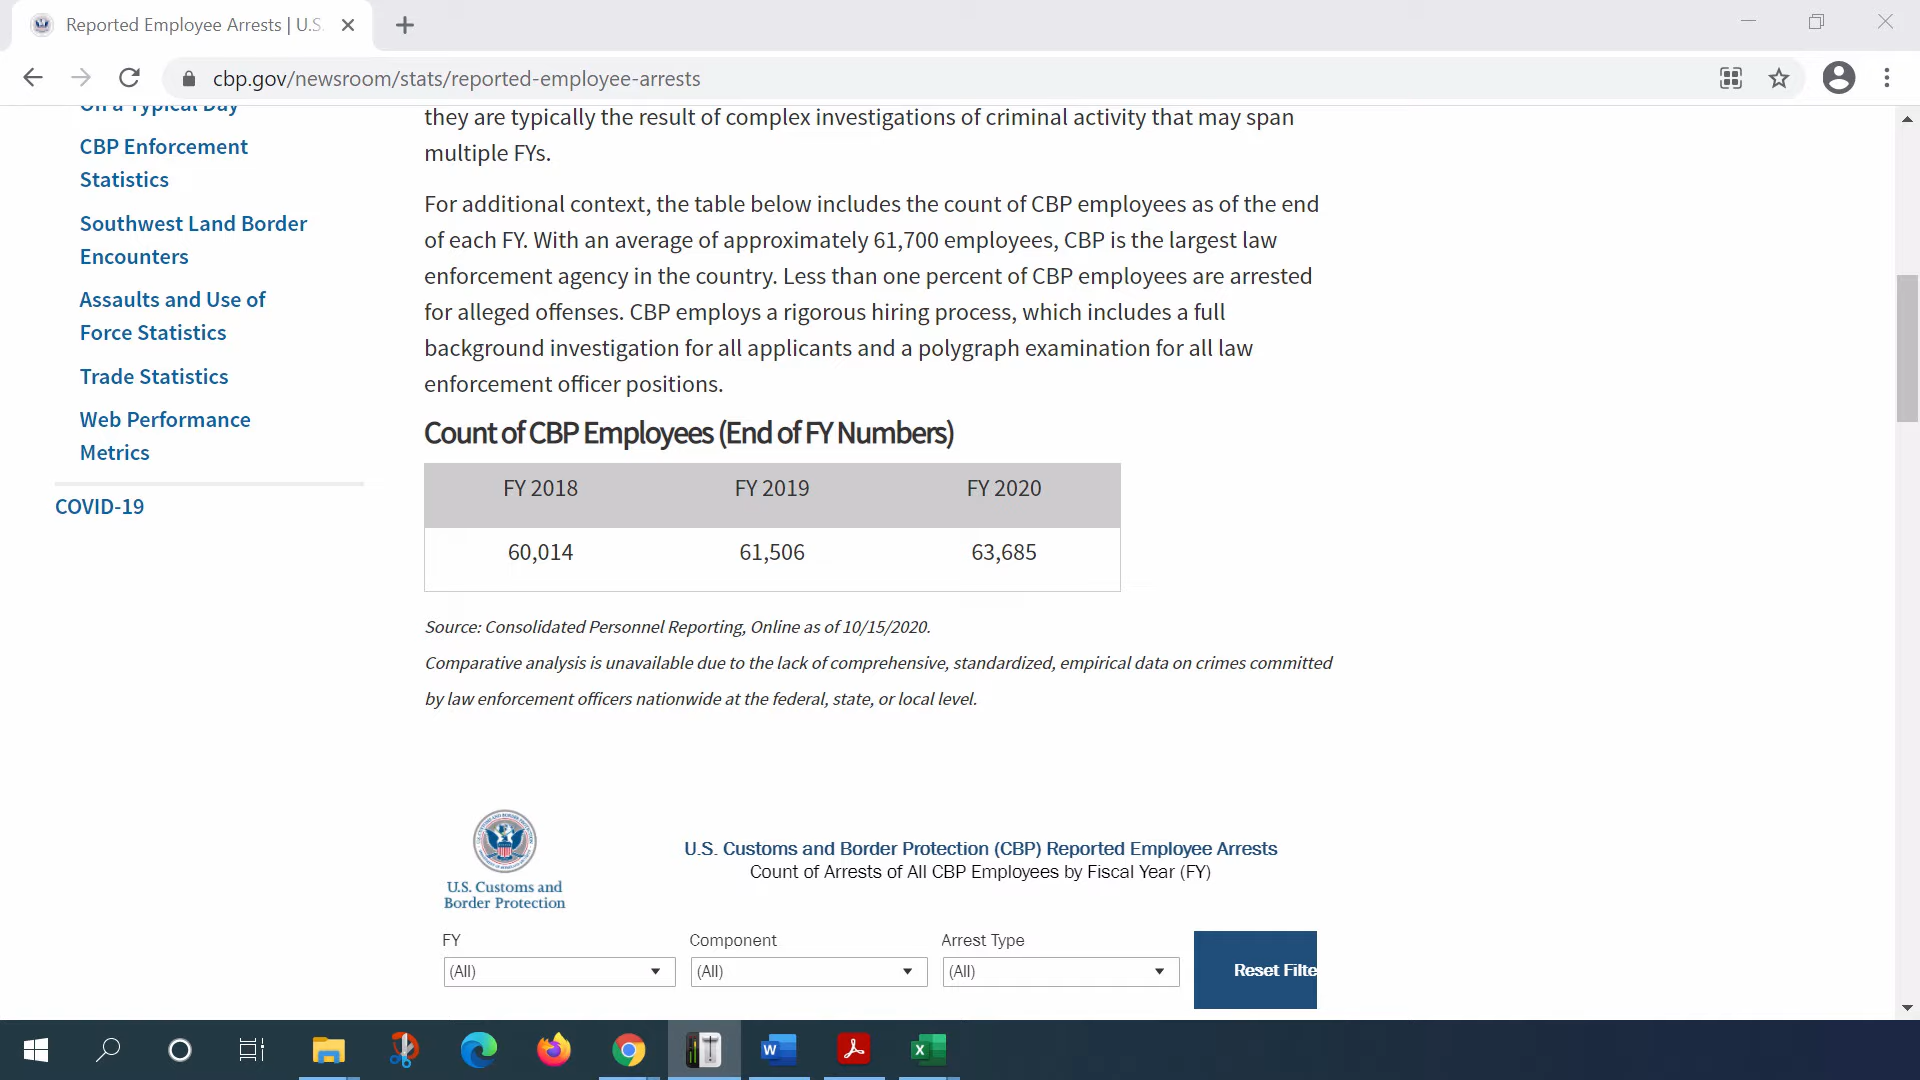 Reported Employee Arrests | U.S.
cbp.gov/newsroom/stats/reported-employee-arrests
On a Typical Day
CBP Enforcement
Statistics
Southwest Land Border
Encounters
Assaults and Use of
Force Statistics
Trade Statistics
Web Performance
Metrics
COVID-19
they are typically the result of complex investigations of criminal activity that may span
multiple FYs.
For additional context, the table below includes the count of CBP employees as of the end
of each FY. With an average of approximately 61,700 employees, CBP is the largest law
enforcement agency in the country. Less than one percent of CBP employees are arrested
for alleged offenses. CBP employs a rigorous hiring process, which includes a full
background investigation for all applicants and a polygraph examination for all law
enforcement officer positions.
Count of CBP Employees (End of FY Numbers)
FY 2018 FY 2019 FY 2020
60,014 61,506 63,685
Source: Consolidated Personnel Reporting, Online as of 10/15/2020.
Comparative analysis is unavailable due to the lack of comprehensive, standardized, empirical data on crimes committed
by law enforcement officers nationwide at the federal, state, or local level.
U.S. Customs and
Border Protection
U.S. Customs and Border Protection (CBP) Reported Employee Arrests
Count of Arrests of All CBP Employees by Fiscal Year (FY)
FY Component Arrest Type
(All) (All) (All)
Reset Filte
W X